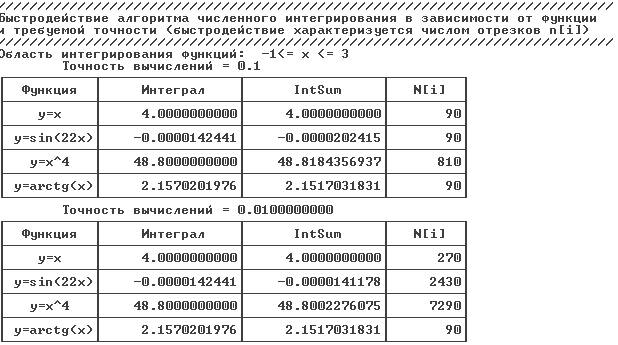 ////////////////////////////////////////////////////////////////////////////
Быстродействие алгоритма численного интегрирования в зависимости от функции
и требуемой точности (быстродействие характеризуется числом отрезков n[i])
////////////////////////////////////////////////////////////////////////////
Область интегрирования функций: -1<= x <= 3
Точность вычислений = 0.1
Функция Интеграл IntSum N[i]
y=x 4.0000000000 4.0000000000 90
y=sin(22x) -0.0000142441 -0.0000202415 90
y=x^4 48.8000000000 48.8184356937 810
y=arctg(x) 2.1570201976 2.1517031831 90
Точность вычислений = 0.0100000000
Функция Интеграл IntSum N[i]
y=x 4.0000000000 4.0000000000 270
y=sin(22x) -0.0000142441 -0.0000141178 2430
y=x^4 48.8000000000 48.8002276075 7290
y=arctg(x) 2.1570201976 2.1517031831 90